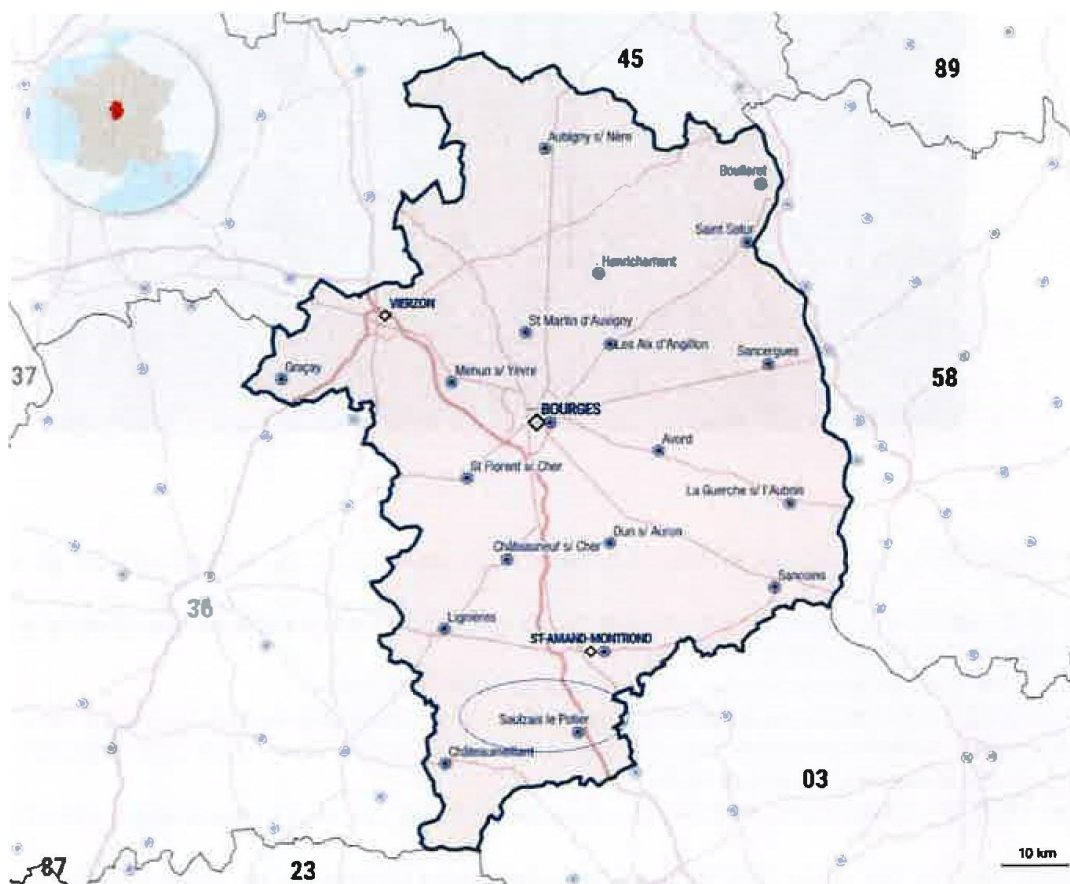 45
89
Aubigny s/ Nère
Boulleret
Saint Satur
Henrichemont
VIERZON
St Martin d'Auxigny
Les Aix d'Angillon
Sancergues
37
Graçay
Mehun s/ Yèvre
58
BOURGES
Avord
St Florent s/ Cher
La Guerche s/ l'Aubois
Dun s/ Auron
Châteauneuf s/ Cher
Sancoins
36
Lignières
ST-AMAND-MONTROND
Saulzais le Potier
Châteaumeillant
03
87
23
10 km